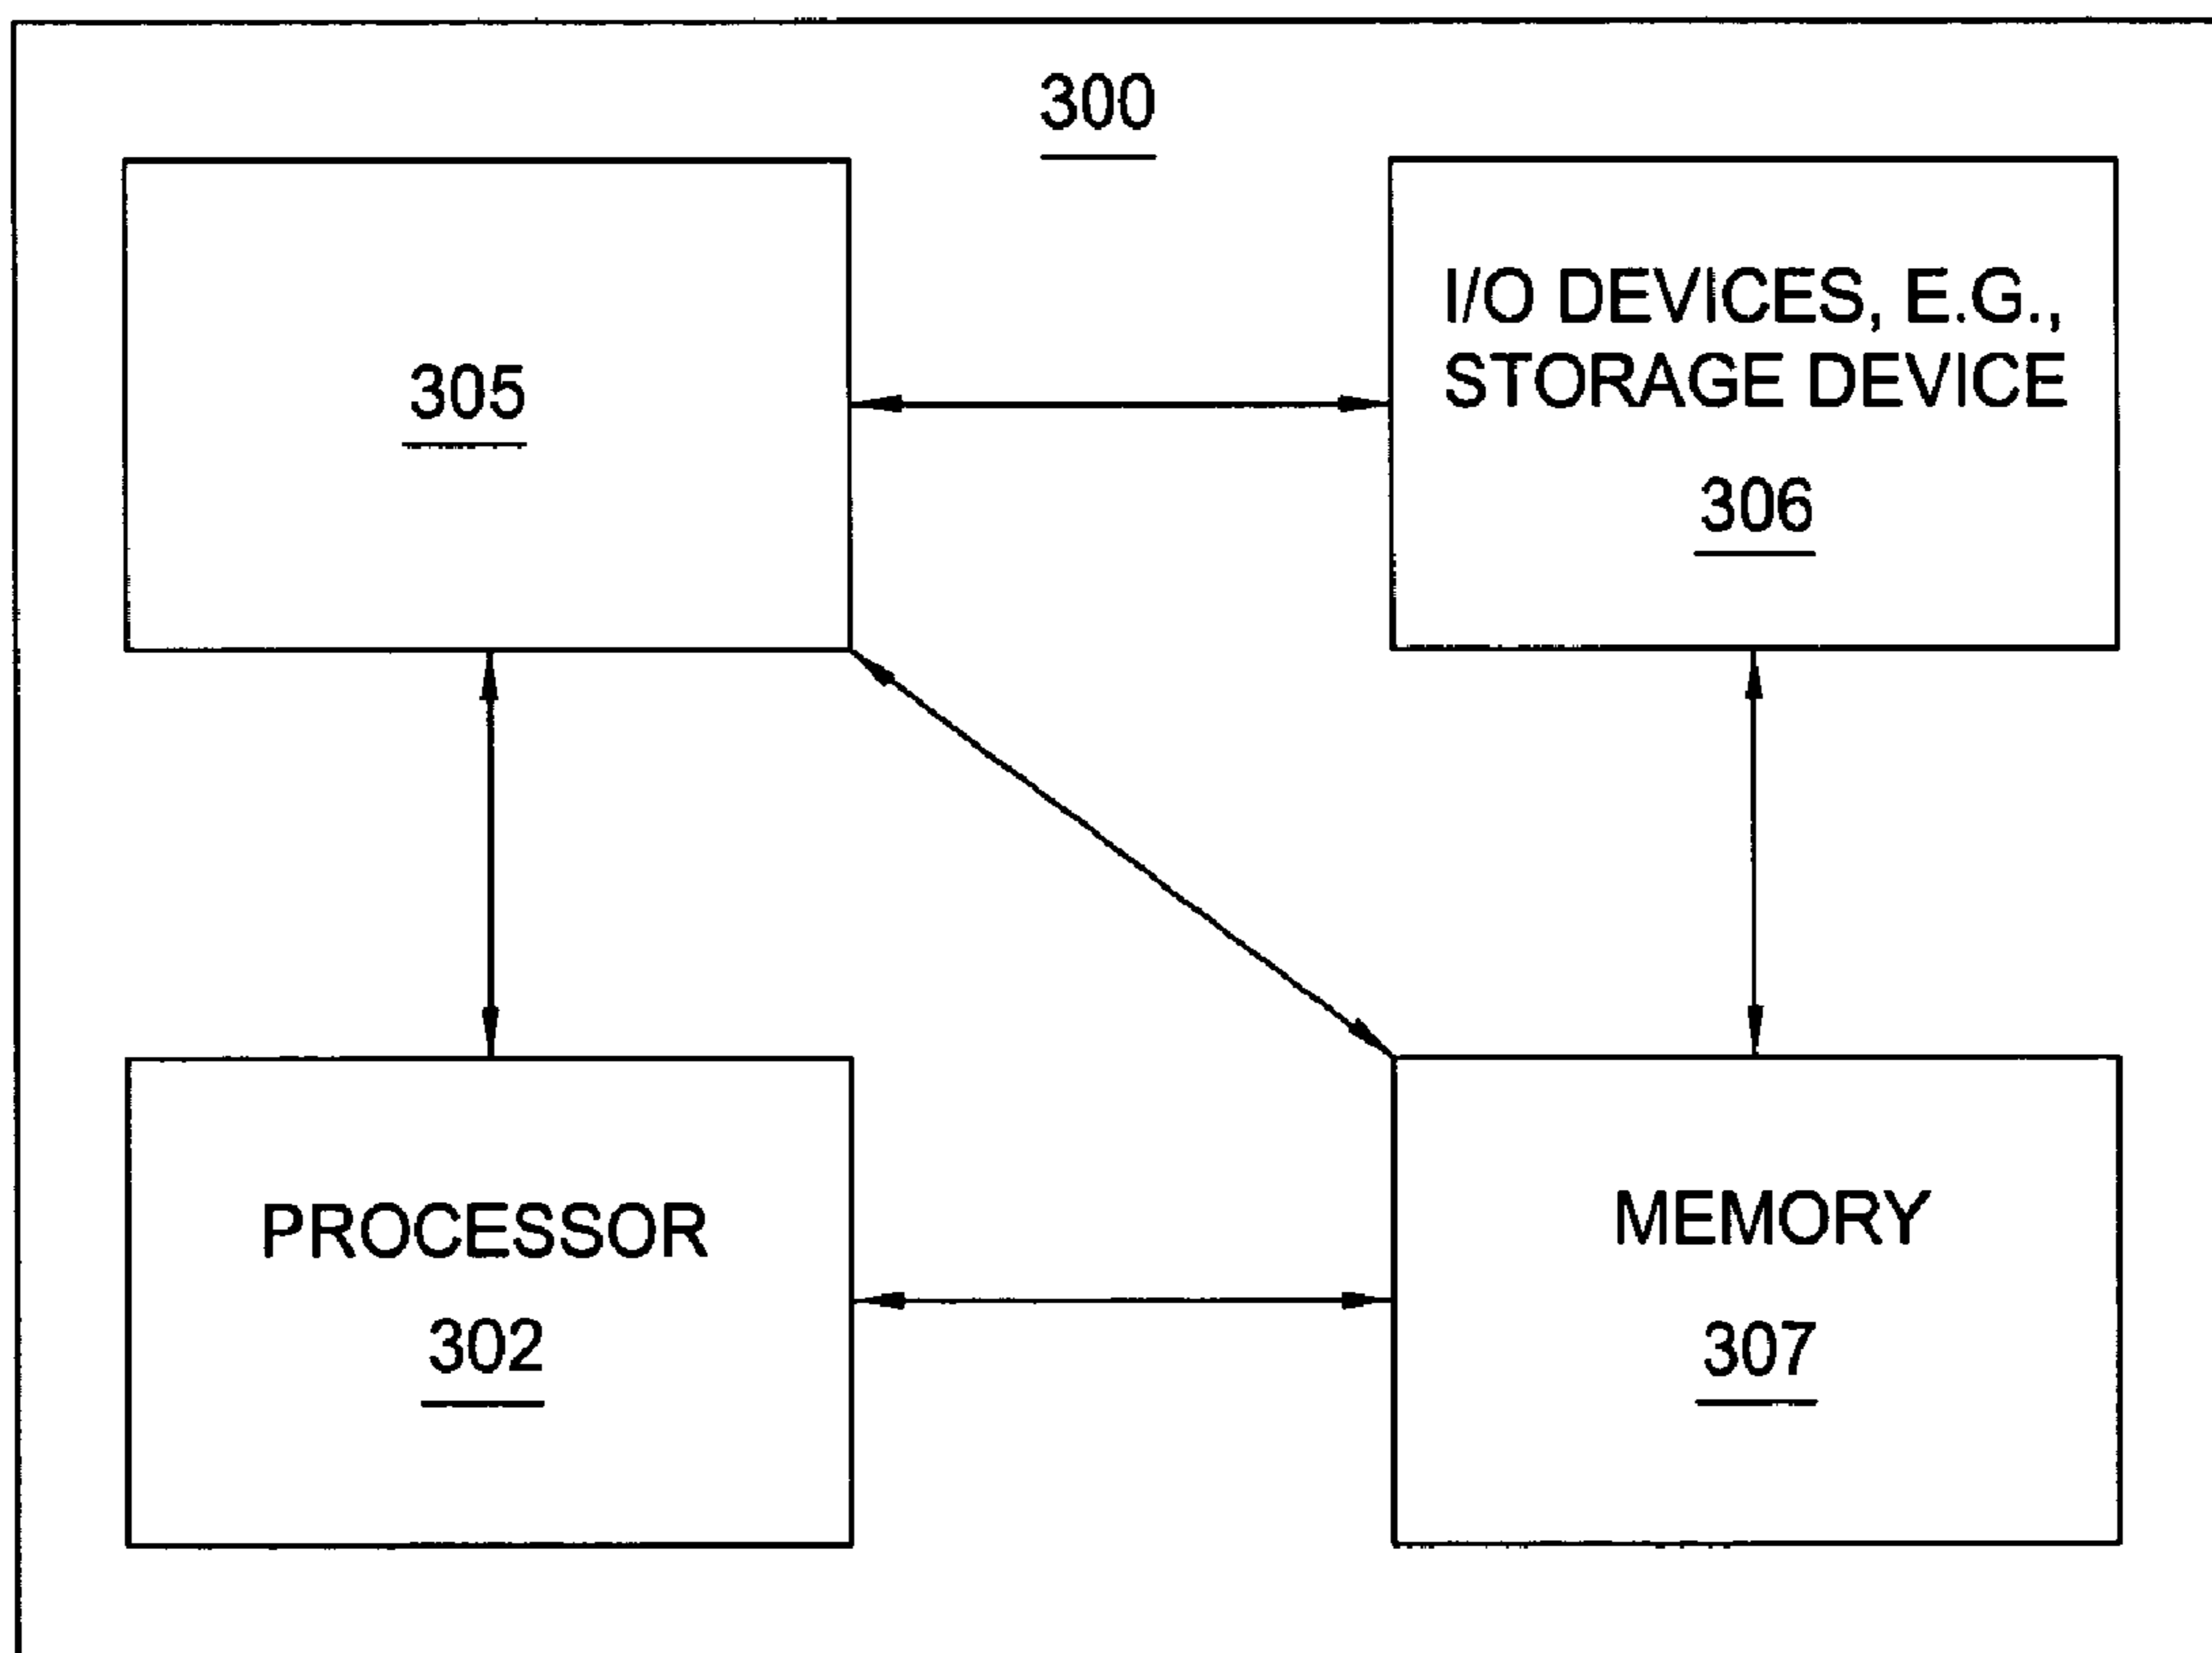 300
305
I/O DEVICES, E.G.,
STORAGE DEVICE
306
PROCESSOR
302
MEMORY
307